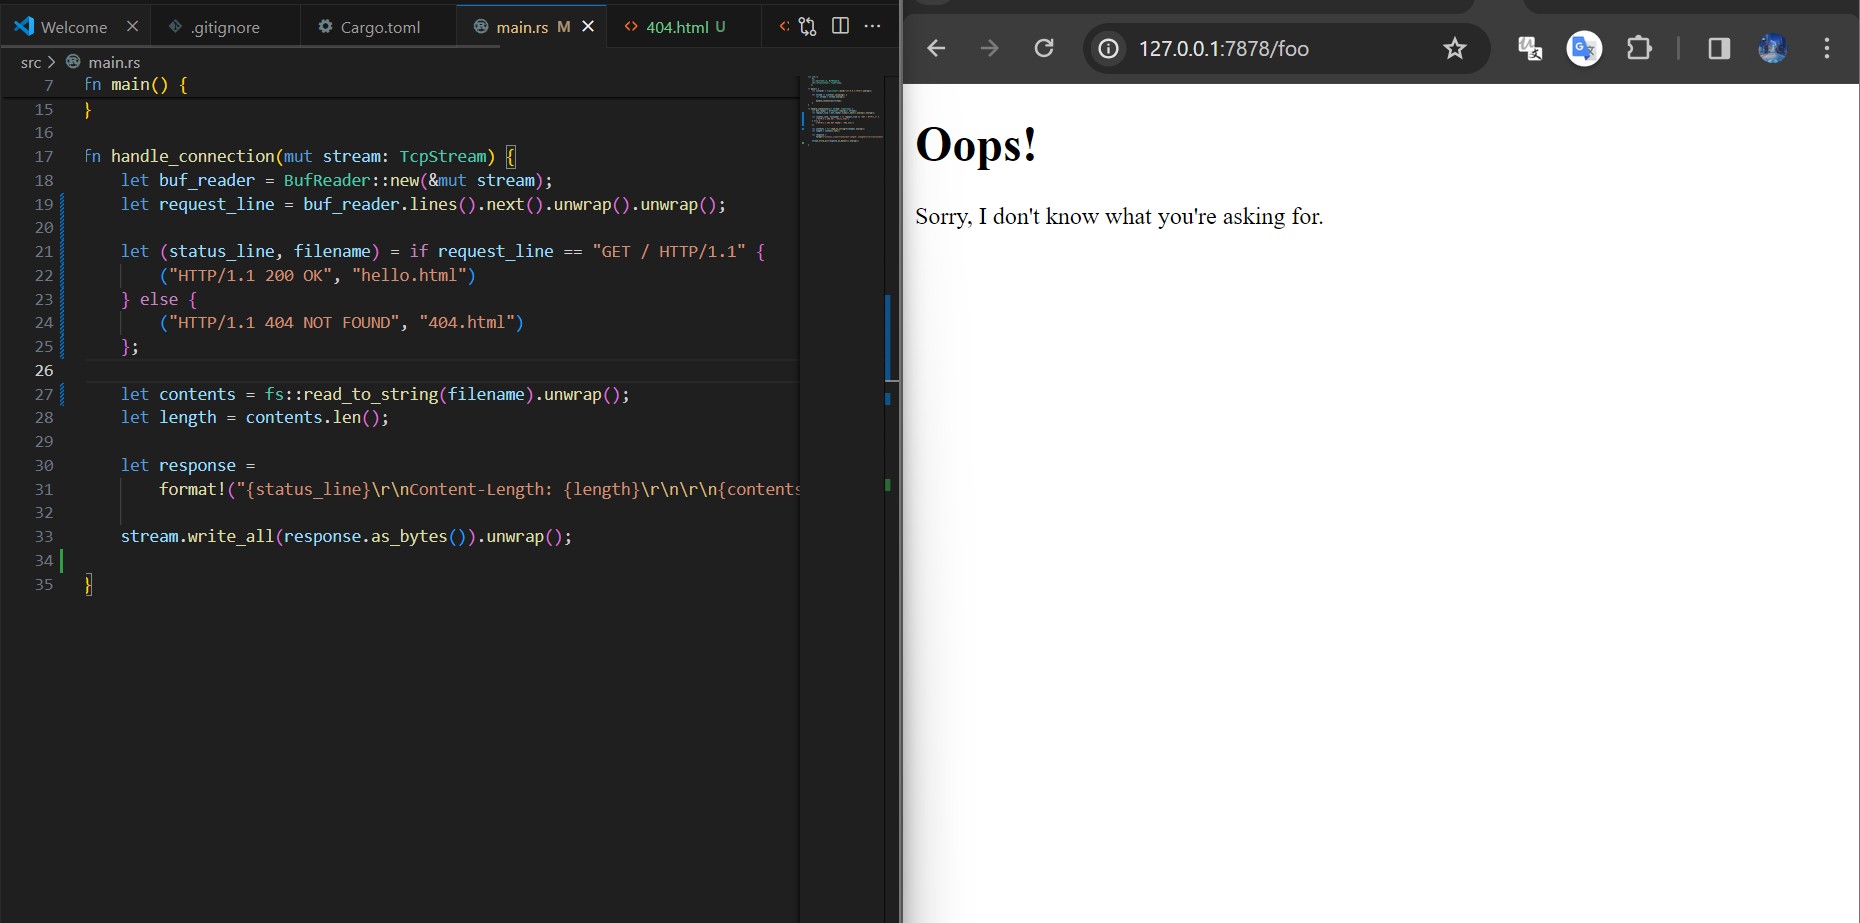 Welcome
.gitignore
Cargo.toml
main.rs M
404.html U
src > main.rs
7 fn main() {
15 }
16
17 fn handle_connection(mut stream: TcpStream) {
18 let buf_reader = BufReader::new(&mut stream);
19 let request_line = buf_reader.lines().next().unwrap().unwrap();
20
21 let (status_line, filename) = if request_line == "GET / HTTP/1.1" {
22 ("HTTP/1.1 200 OK", "hello.html")
23 } else {
24 ("HTTP/1.1 404 NOT FOUND", "404.html")
25 };
26
27 let contents = fs::read_to_string(filename).unwrap();
28 let length = contents.len();
29
30 let response =
31 format!("{status_line}\r\nContent-Length: {length}\r\n\r\n{contents
32
33 stream.write_all(response.as_bytes()).unwrap();
34
35 }
127.0.0.1:7878/foo
Oops!
Sorry, I don't know what you're asking for.